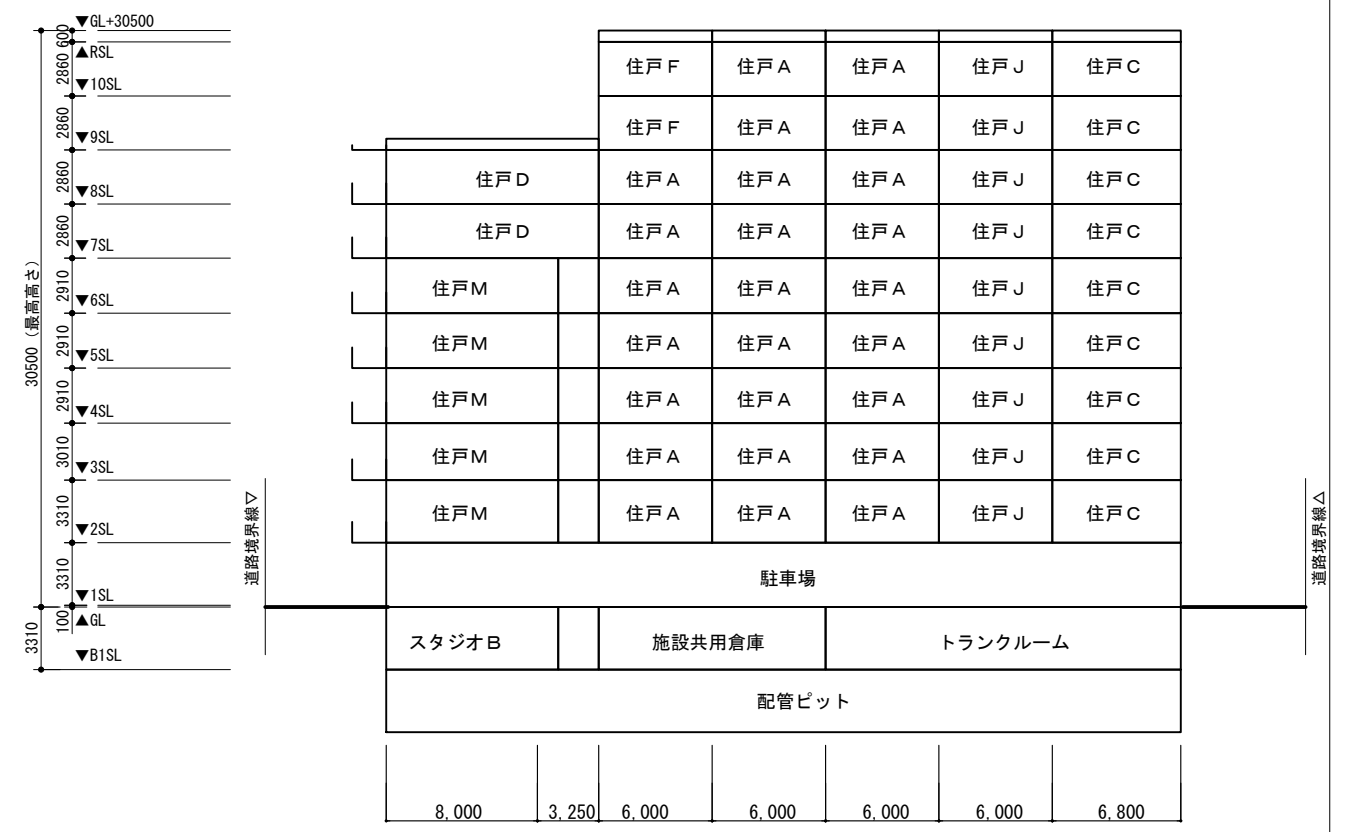 ▼GL+30500
600
▲RSL
2860
▼10SL
2860
▼9SL
2860
▼8SL
2860
▼7SL
2910
▼6SL
2910
▼5SL
2910
▼4SL
3010
▼3SL
3310
▼2SL
3310
▼1SL
100
▲GL
3310
▼B1SL
30500（最高高さ）
道路境界線▽
道路境界線△
住戸F 住戸A 住戸A 住戸J 住戸C
住戸F 住戸A 住戸A 住戸J 住戸C
住戸D 住戸A 住戸A 住戸A 住戸J 住戸C
住戸D 住戸A 住戸A 住戸A 住戸J 住戸C
住戸M 住戸A 住戸A 住戸A 住戸J 住戸C
住戸M 住戸A 住戸A 住戸A 住戸J 住戸C
住戸M 住戸A 住戸A 住戸A 住戸J 住戸C
住戸M 住戸A 住戸A 住戸A 住戸J 住戸C
住戸M 住戸A 住戸A 住戸A 住戸J 住戸C
駐車場
スタジオB 施設共用倉庫 トランクルーム
配管ピット
8,000 3,250 6,000 6,000 6,000 6,000 6,800